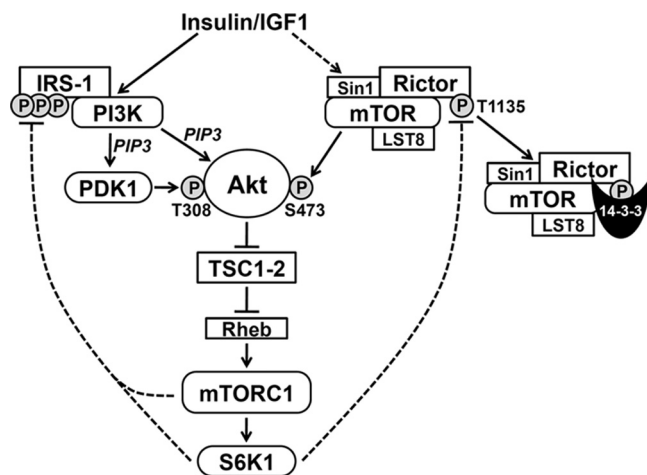 Insulin/IGF1
IRS-1
P P P
PI3K
Sin1
Rictor
mTOR
P
T1135
LST8
PIP3
PIP3
PDK1
P
T308
Akt
P
S473
Sin1
Rictor
mTOR
P
14-3-3
LST8
TSC1-2
Rheb
mTORC1
S6K1